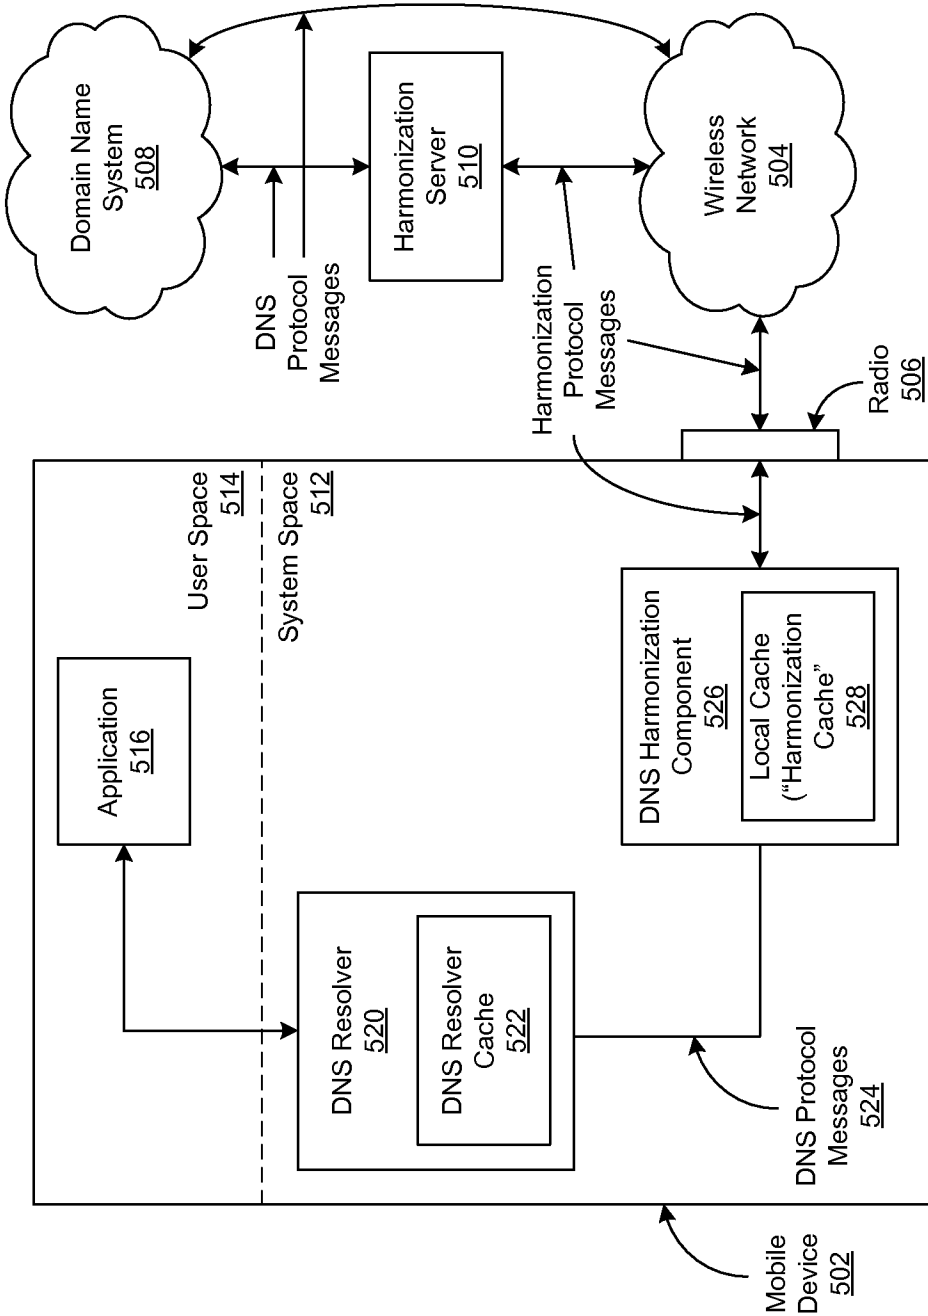 Mobile
Device
502
DNS Protocol
Messages
524
DNS Resolver
520
DNS Resolver
Cache
522
Application
516
User Space
514
System Space
512
DNS Harmonization
Component
526
Local Cache
(“Harmonization
Cache”
528
Radio
506
Harmonization
Protocol
Messages
DNS
Protocol
Messages
Domain Name
System
508
Harmonization
Server
510
Wireless
Network
504